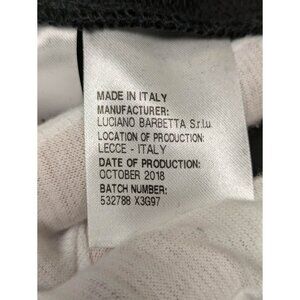 MADE IN ITALY
MANUFACTURER:
LUCIANO BARBETTA S.r.l.u.
LOCATION OF PRODUCTION:
LECCE - ITALY
DATE OF PRODUCTION:
OCTOBER 2018
BATCH NUMBER:
532788 X3G97